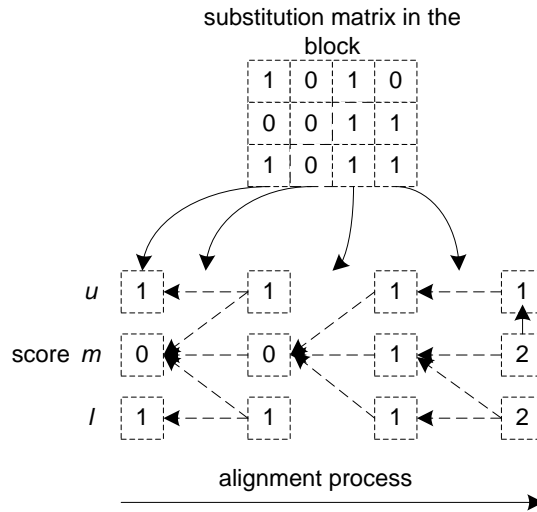 substitution matrix in the
block
1 0 1 0
0 0 1 1
1 0 1 1
u 1 1 1 1
score m 0 0 1 2
l 1 1 1 2
alignment process